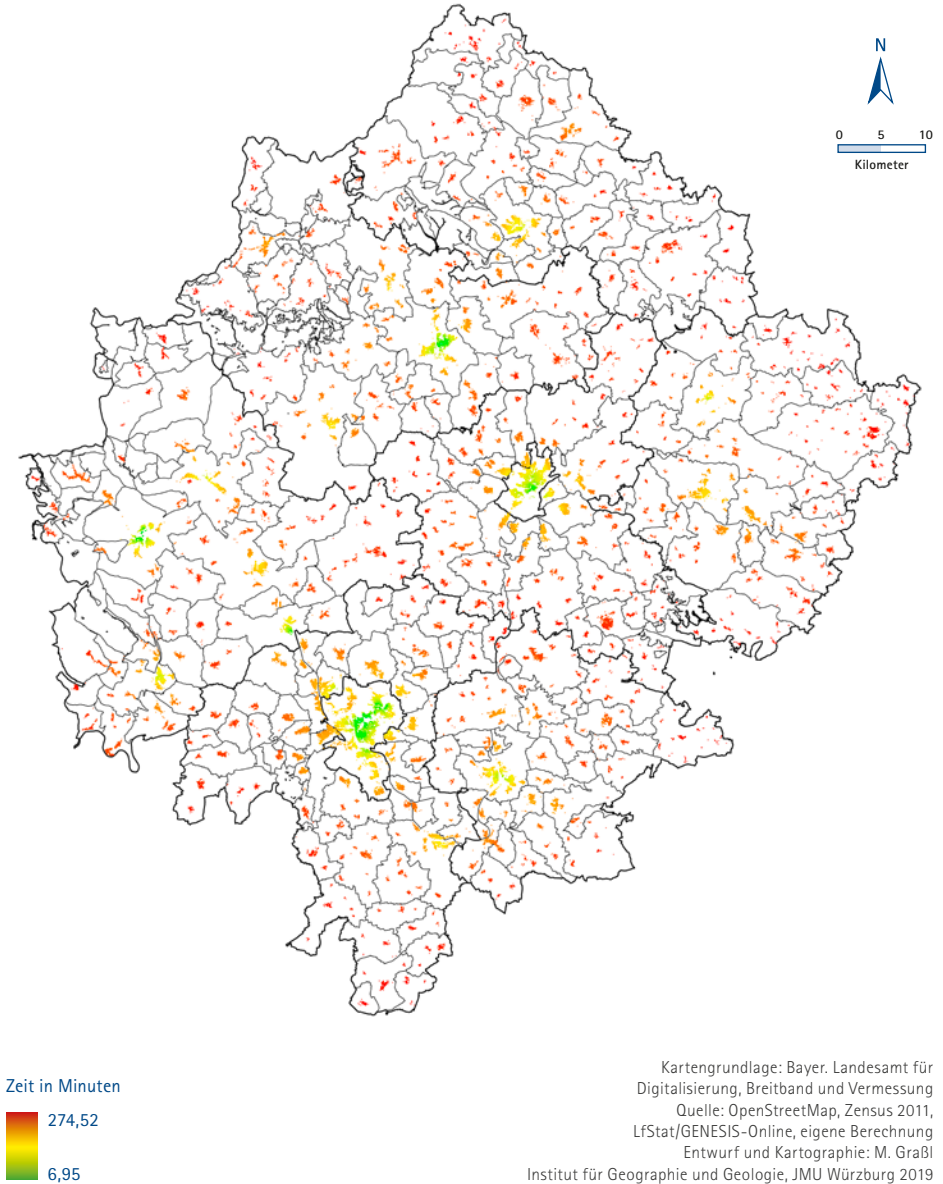 N
0 5 10
Kilometer
Zeit in Minuten
274,52
6,95
Kartengrundlage: Bayer. Landesamt für
Digitalisierung, Breitband und Vermessung
Quelle: OpenStreetMap, Zensus 2011,
LfStat/GENESIS-Online, eigene Berechnung
Entwurf und Kartographie: M. Graßl
Institut für Geographie und Geologie, JMU Würzburg 2019